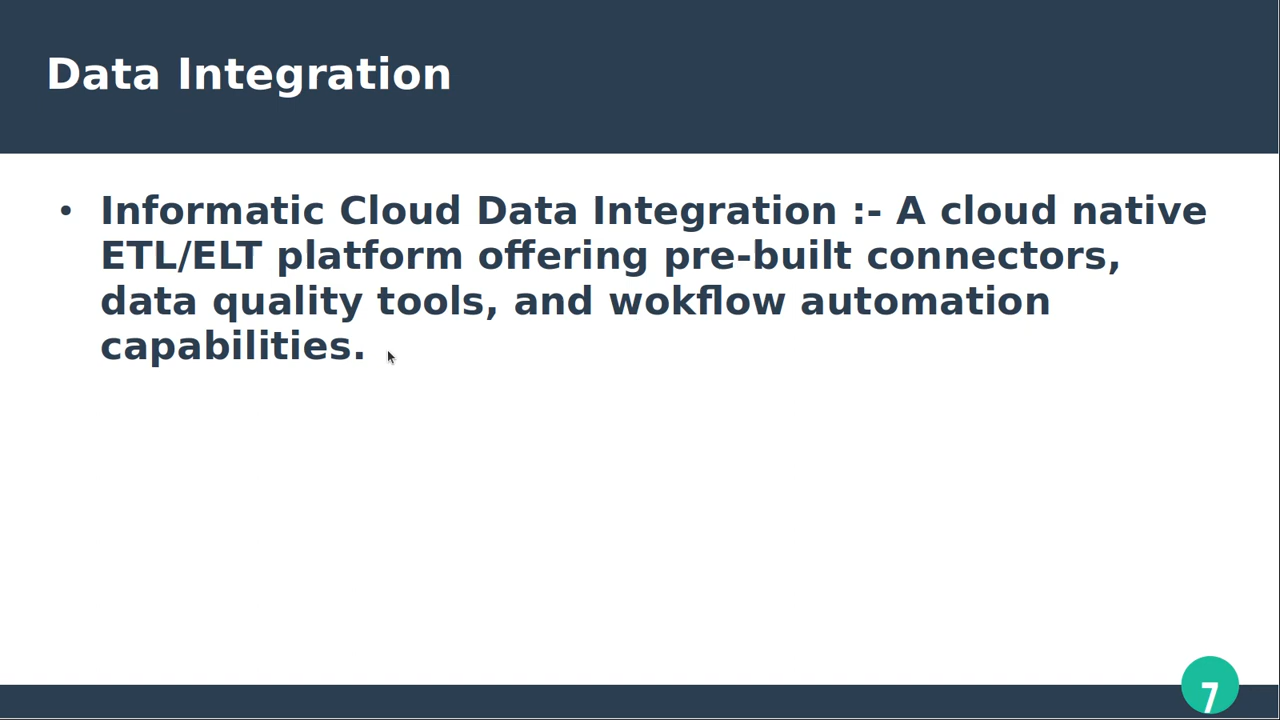 Data Integration
• Informatic Cloud Data Integration :- A cloud native
ETL/ELT platform offering pre-built connectors,
data quality tools, and wokflow automation
capabilities.
7